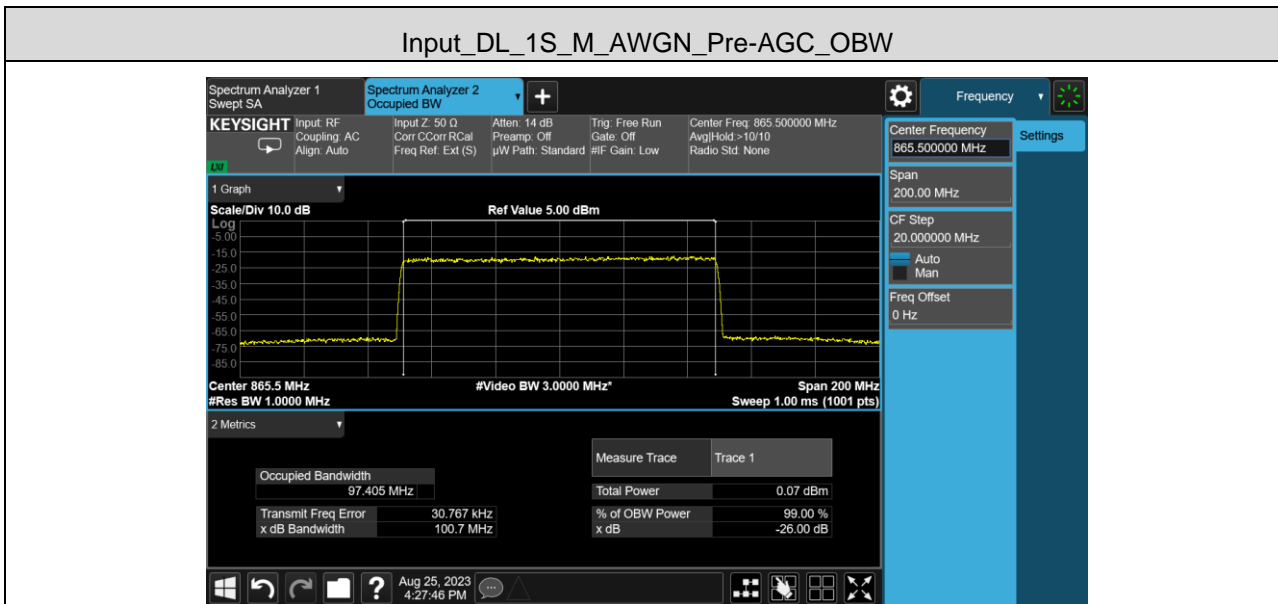 Input_DL_1S_M_AWGN_Pre-AGC_OBW
Spectrum Analyzer 1
Swept SA
Spectrum Analyzer 2
Occupied BW
Frequency
KEYSIGHT
Input: RF
Coupling: AC
Align: Auto
Input Z: 50 Ω
Corr CCorr RCal
Freq Ref: Ext (S)
Atten: 14 dB
Preamp: Off
µW Path: Standard
Trig: Free Run
Gate: Off
#IF Gain: Low
Center Freq: 865.500000 MHz
Avg|Hold:>10/10
Radio Std: None
LXI
Center Frequency
865.500000 MHz
Settings
Span
200.00 MHz
CF Step
20.000000 MHz
Auto
Man
Freq Offset
0 Hz
1 Graph
Scale/Div 10.0 dB
Ref Value 5.00 dBm
Log
-5.00
-15.0
-25.0
-35.0
-45.0
-55.0
-65.0
-75.0
-85.0
Center 865.5 MHz
#Video BW 3.0000 MHz*
Span 200 MHz
#Res BW 1.0000 MHz
Sweep 1.00 ms (1001 pts)
2 Metrics
Measure Trace
Trace 1
Occupied Bandwidth
97.405 MHz
Total Power
0.07 dBm
Transmit Freq Error
30.767 kHz
% of OBW Power
99.00 %
x dB Bandwidth
100.7 MHz
x dB
-26.00 dB
?
Aug 25, 2023
4:27:46 PM